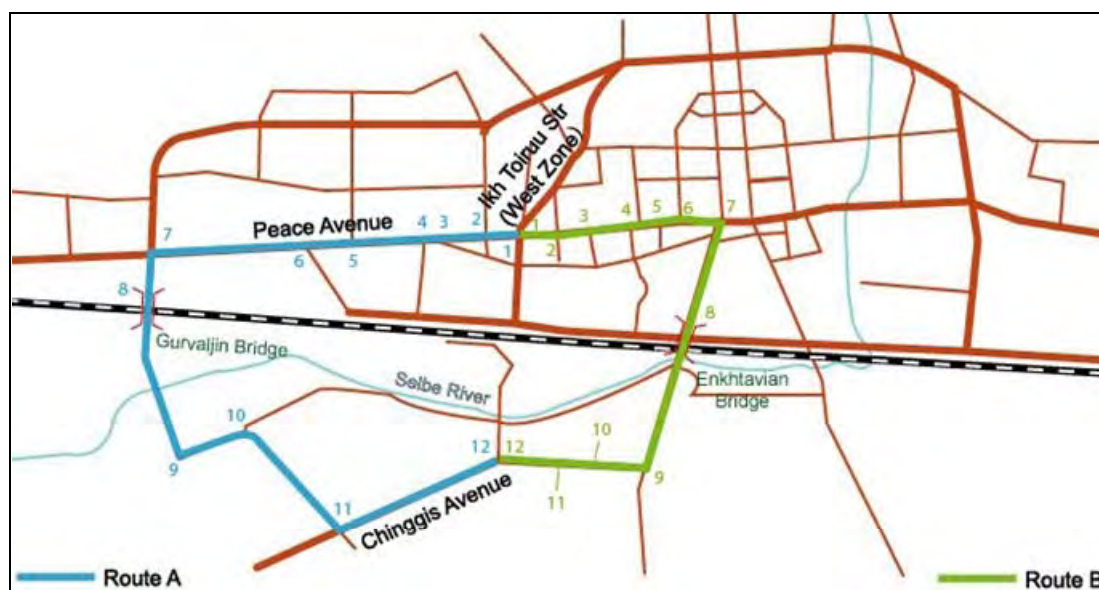 Ikh Toiruu Str
(West Zone)
Peace Avenue
7
6
5
4
3
2
1
1
2
3
4
5
6
7
8
8
Gurvaljin Bridge
Selbe River
Enkhtavian
Bridge
9
10
11
12
12
11
10
9
Chinggis Avenue
Route A
Route B